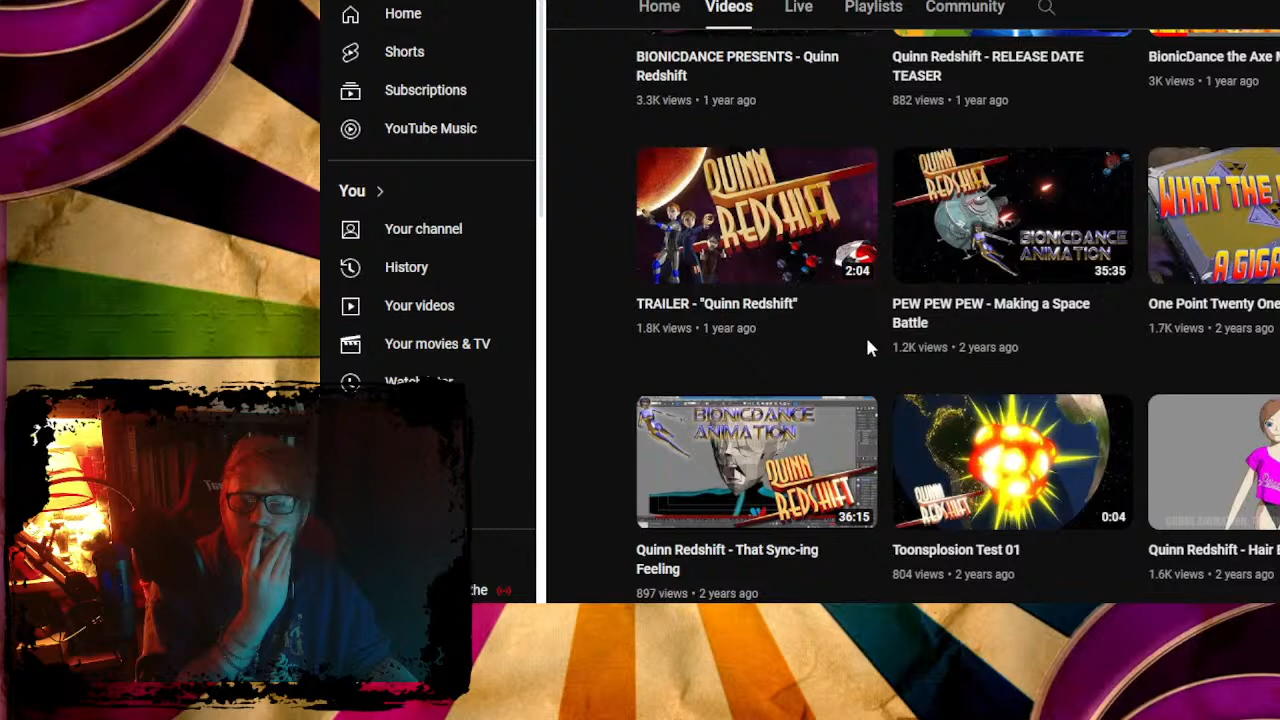 Home
Videos
Live
Playlists
Community
Home
Shorts
Subscriptions
YouTube Music
You
Your channel
History
Your videos
Your movies & TV
the
BIONICDANCE PRESENTS - Quinn
Redshift
3.3K views • 1 year ago
Quinn Redshift - RELEASE DATE
TEASER
882 views • 1 year ago
BionicDance the Axe
3K views • 1 year ago
QUINN
REDSHIFT
2:04
TRAILER - "Quinn Redshift"
1.8K views • 1 year ago
QUINN
REDSHIFT
BIONICDANCE
ANIMATION
35:35
PEW PEW PEW - Making a Space
Battle
1.2K views • 2 years ago
WHAT THE
A GIGA
One Point Twenty One
1.7K views • 2 years
BIONICDANCE
ANIMATION
QUINN
REDSHIFT
36:15
Quinn Redshift - That Sync-ing
Feeling
897 views • 2 years ago
QUINN
REDSHIFT
0:04
Toonsplosion Test 01
804 views • 2 years ago
Quinn Redshift - Hair
1.6K views • 2 years